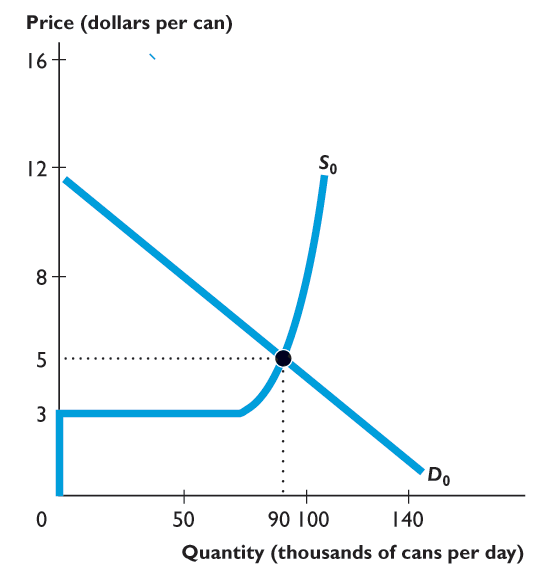 Price (dollars per can)
16
12
S0
8
5
3
D0
0
50
90
100
140
Quantity (thousands of cans per day)